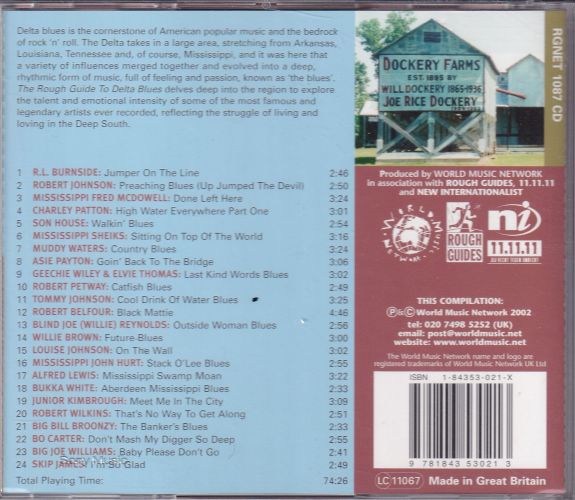 Delta blues is the cornerstone of American popular music and the bedrock
of rock 'n' roll. The Delta takes in a large area, stretching from Arkansas,
Louisiana, Tennessee and, of course, Mississippi, and it was here that
a variety of influences merged together and evolved into a deep,
rhythmic form of music, full of feeling and passion, known as 'the blues'.
The Rough Guide To Delta Blues delves deep into the region to explore
the talent and emotional intensity of some of the most famous and
legendary artists ever recorded, reflecting the struggle of living and
loving in the Deep South.
1 R.L. BURNSIDE: Jumper On The Line 2:46
2 ROBERT JOHNSON: Preaching Blues (Up Jumped The Devil) 2:50
3 MISSISSIPPI FRED MCDOWELL: Done Left Here 3:24
4 CHARLEY PATTON: High Water Everywhere Part One 3:01
5 SON HOUSE: Walkin' Blues 2:54
6 MISSISSIPPI SHEIKS: Sitting On Top Of The World 3:16
7 MUDDY WATERS: Country Blues 3:28
8 ASIE PAYTON: Goin' Back To The Bridge 3:56
9 GEECHIE WILEY & ELVIE THOMAS: Last Kind Words Blues 3:02
10 ROBERT PETWAY: Catfish Blues 2:53
11 TOMMY JOHNSON: Cool Drink Of Water Blues 3:25
12 ROBERT BELFOUR: Black Mattie 4:46
13 BLIND JOE (WILLIE) REYNOLDS: Outside Woman Blues 2:56
14 WILLIE BROWN: Future-Blues 3:00
15 LOUISE JOHNSON: On The Wall 3:02
16 MISSISSIPPI JOHN HURT: Stack O'Lee Blues 2:55
17 ALFRED LEWIS: Mississippi Swamp Moan 3:22
18 BUKKA WHITE: Aberdeen Mississippi Blues 2:33
19 JUNIOR KIMBROUGH: Meet Me In The City 3:09
20 ROBERT WILKINS: That's No Way To Get Along 2:51
21 BIG BILL BROONZY: The Banker's Blues 2:33
22 BO CARTER: Don't Mash My Digger So Deep 2:55
23 BIG JOE WILLIAMS: Baby Please Don't Go 2:41
24 SKIP JAMES: I'm So Glad 2:49
Total Playing Time: 74:26
DOCKERY FARMS
EST. 1895 BY
WILL DOCKERY 1865-1936
JOE RICE DOCKERY
RGNET 1087 CD
Produced by WORLD MUSIC NETWORK
in association with ROUGH GUIDES, 11.11.11
and NEW INTERNATIONALIST
WORLD MUSIC NETWORK
ROUGH
GUIDES
ni
11.11.11
THIS COMPILATION:
℗&© World Music Network 2002
tel: 020 7498 5252 (UK)
email: post@worldmusic.net
website: www.worldmusic.net
The World Music Network name and logo are
registered trademarks of World Music Network UK Ltd
ISBN 1-84353-021-X
9 781843 530213 >
LC 11067 Made in Great Britain